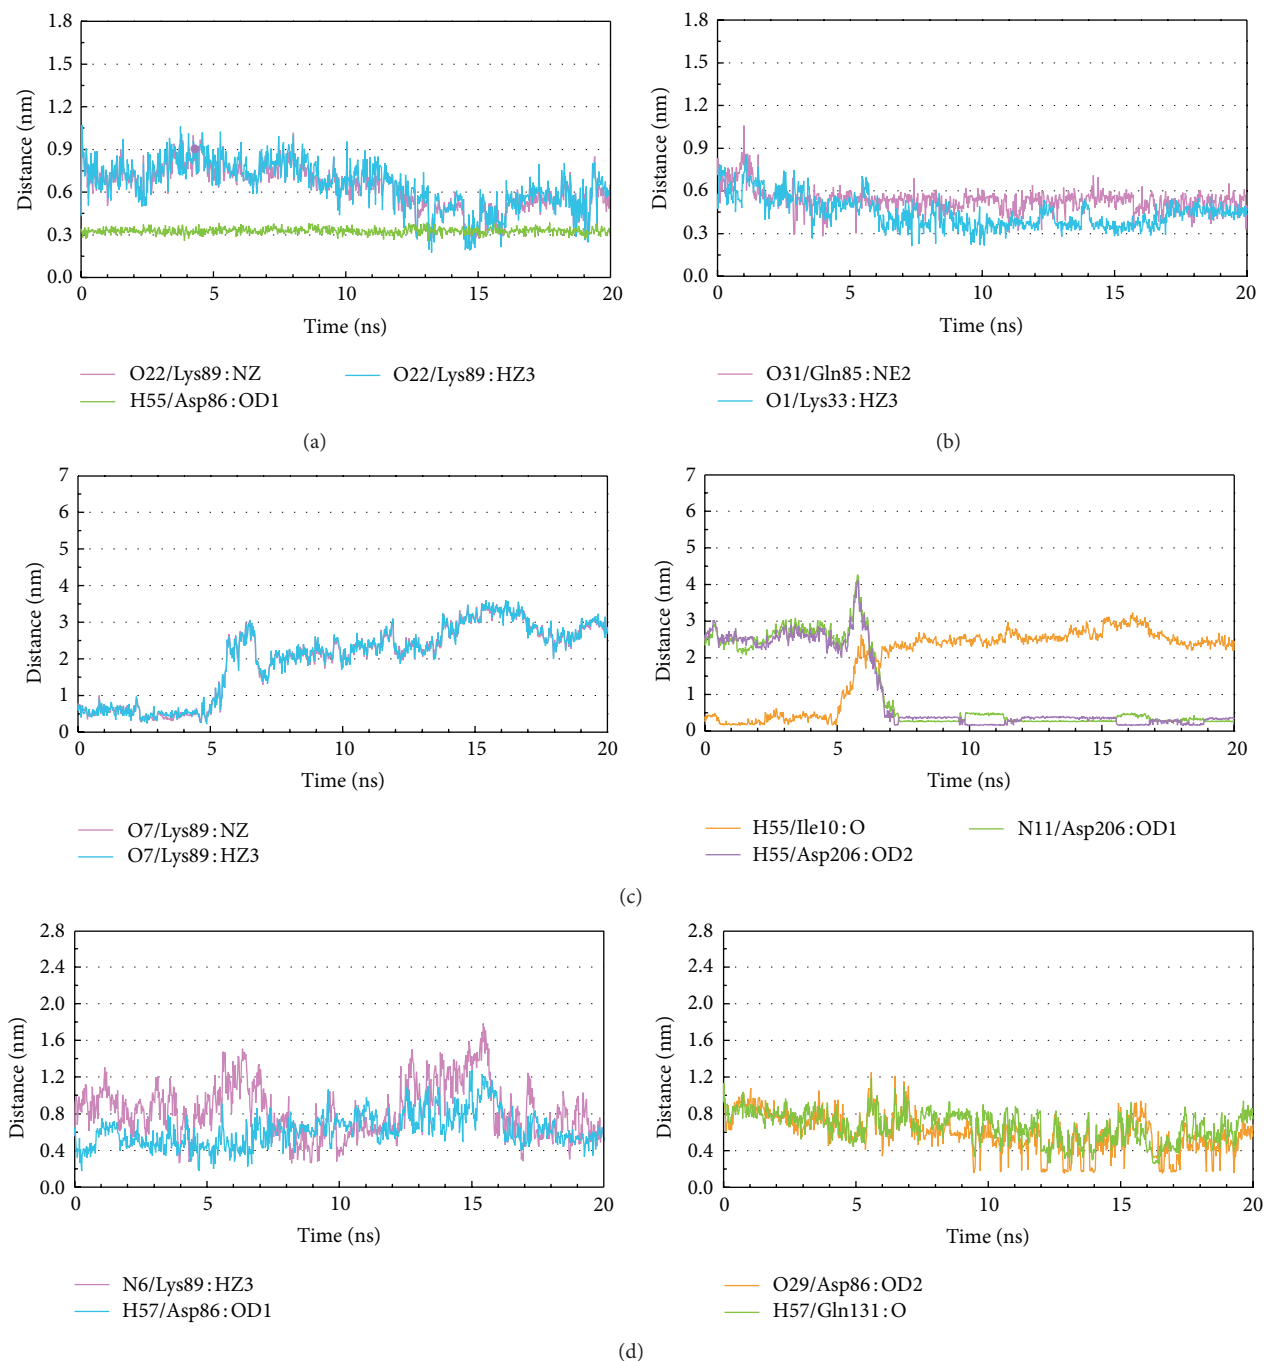 1.8
1.5
1.2
0.9
0.6
0.3
0.0
Distance (nm)
0 5 10 15 20
Time (ns)
O22/Lys89:NZ O22/Lys89:HZ3
H55/Asp86:OD1
(a)
1.8
1.5
1.2
0.9
0.6
0.3
0.0
Distance (nm)
0 5 10 15 20
Time (ns)
O31/Gln85:NE2
O1/Lys33:HZ3
(b)
7
6
5
4
3
2
1
0
Distance (nm)
0 5 10 15 20
Time (ns)
O7/Lys89:NZ
O7/Lys89:HZ3
7
6
5
4
3
2
1
0
Distance (nm)
0 5 10 15 20
Time (ns)
H55/Ile10:O N11/Asp206:OD1
H55/Asp206:OD2
(c)
2.8
2.4
2.0
1.6
1.2
0.8
0.4
0.0
Distance (nm)
0 5 10 15 20
Time (ns)
N6/Lys89:HZ3
H57/Asp86:OD1
2.8
2.4
2.0
1.6
1.2
0.8
0.4
0.0
Distance (nm)
0 5 10 15 20
Time (ns)
O29/Asp86:OD2
H57/Gln131:O
(d)